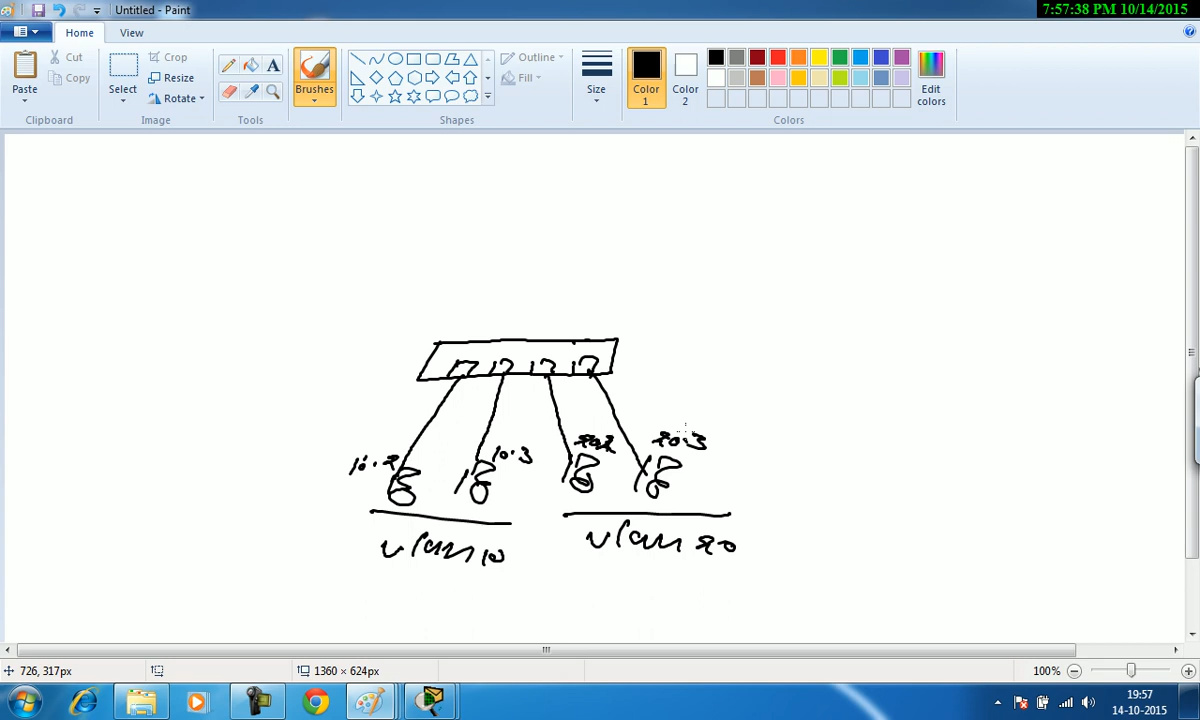 Untitled - Paint
7:57:38 PM 10/14/2015
Home
View
Paste
Cut
Copy
Clipboard
Select
Crop
Resize
Rotate
Image
A
Tools
Brushes
Outline
Fill
Shapes
Size
Color 1
Color 2
Edit colors
Colors
10.2
10.3
20.2
20.3
vlan 10
vlan 20
726, 317px
1360 × 624px
100%
19:57
14-10-2015